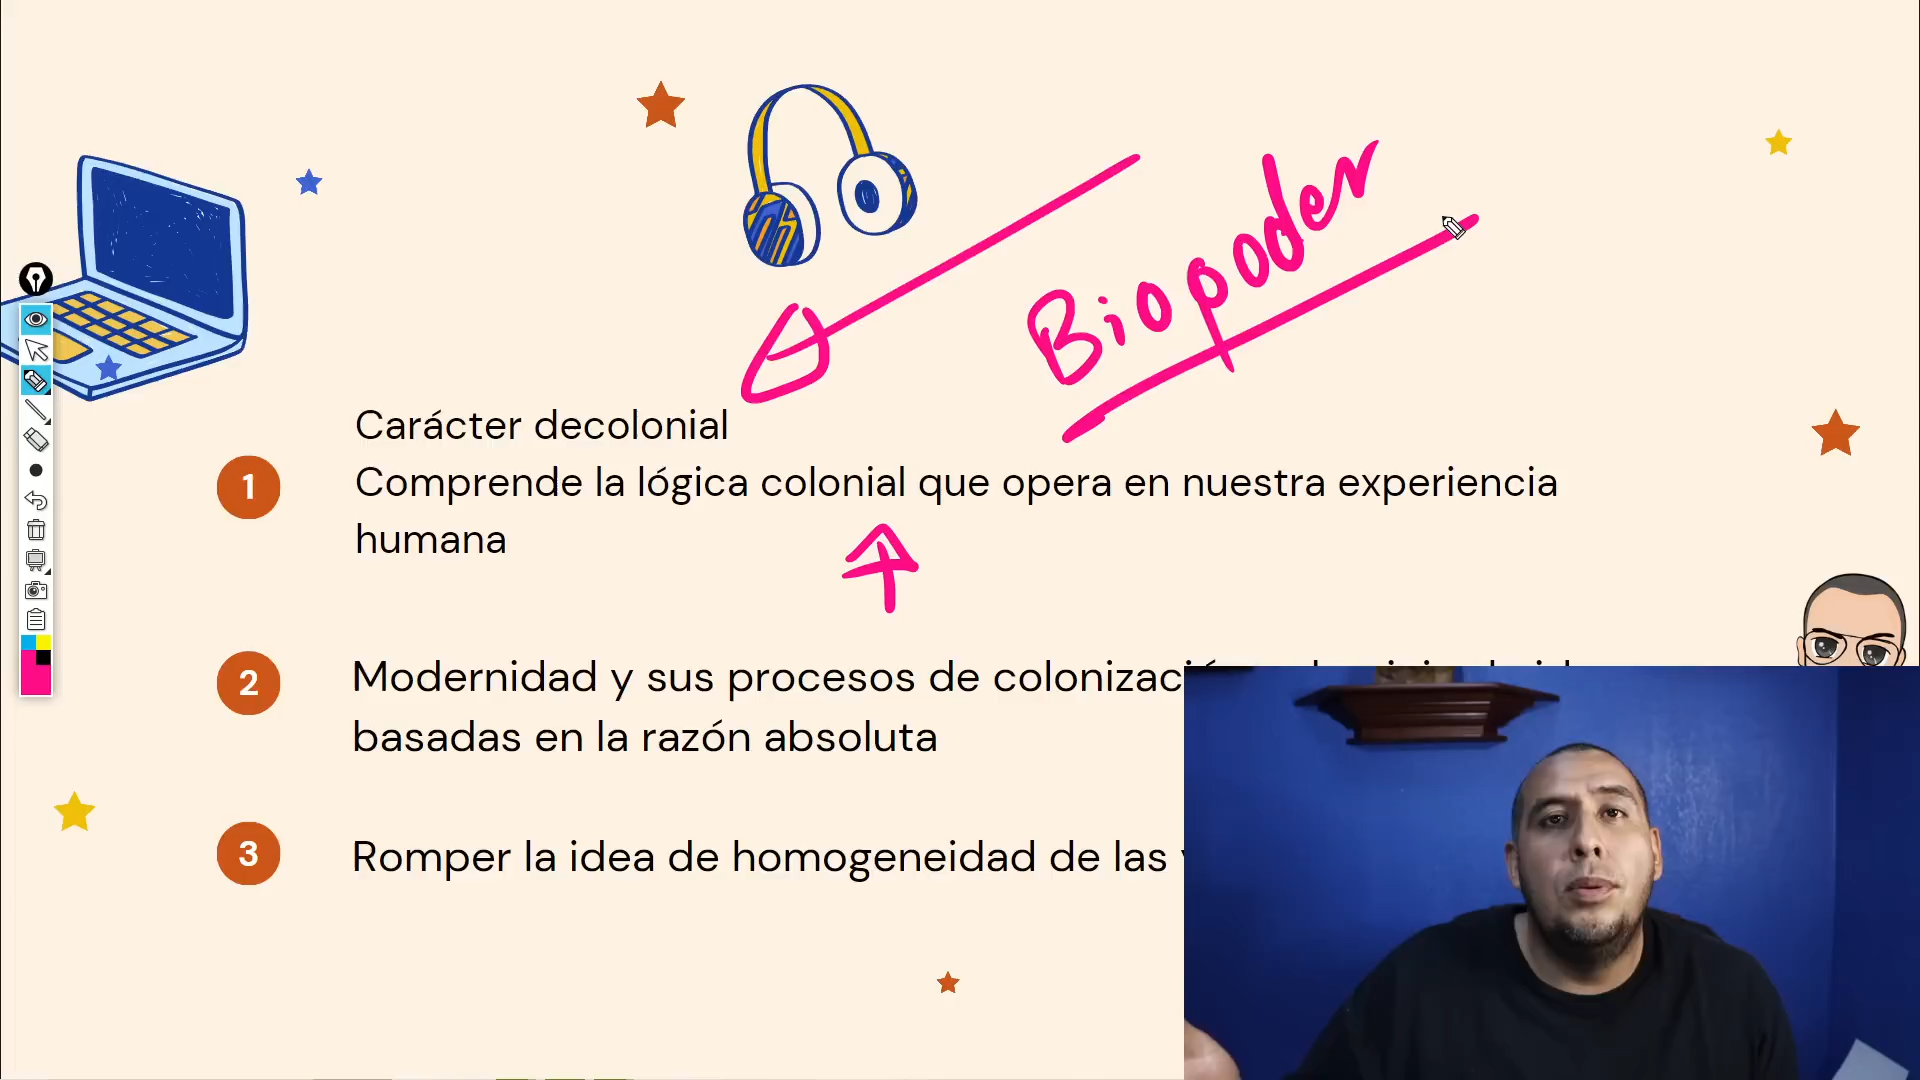 Biopoder
Carácter decolonial
1 Comprende la lógica colonial que opera en nuestra experiencia
humana
2 Modernidad y sus procesos de
basadas en la razón absoluta
3 Romper la idea de homogeneidad de las